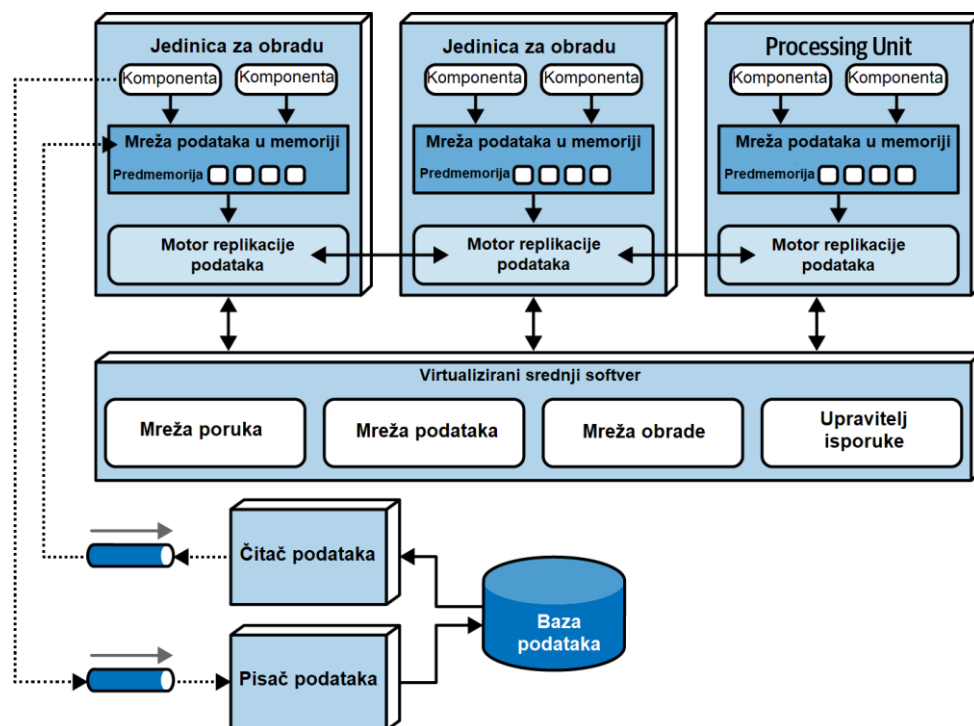 Jedinica za obradu
Komponenta
Komponenta
Mreža podataka u memoriji
Predmemorija
Motor replikacije
podataka
Jedinica za obradu
Komponenta
Komponenta
Mreža podataka u memoriji
Predmemorija
Motor replikacije
podataka
Processing Unit
Komponenta
Komponenta
Mreža podataka u memoriji
Predmemorija
Motor replikacije
podataka
Virtualizirani srednji softver
Mreža poruka
Mreža podataka
Mreža obrade
Upravitelj
isporuke
Čitač podataka
Baza
podataka
Pisač podataka